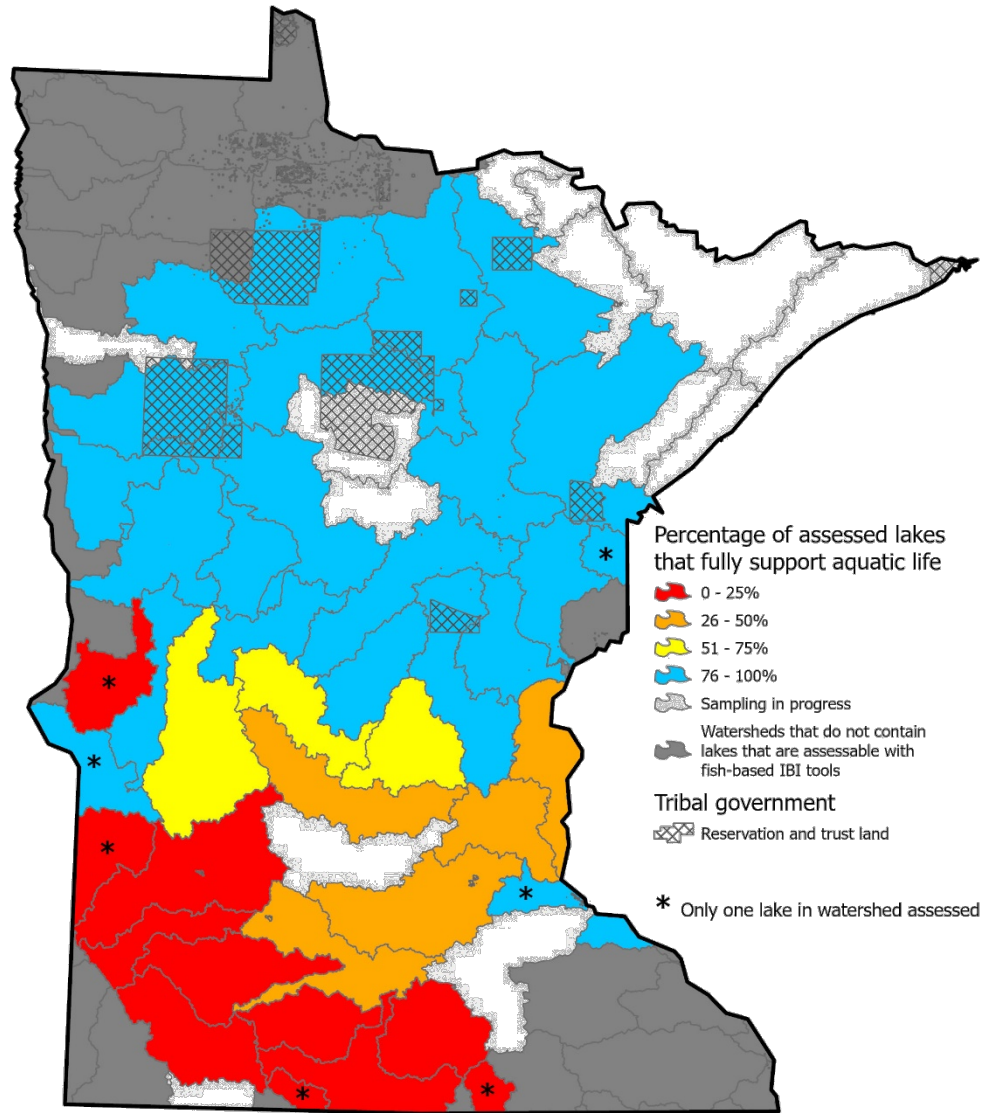 Percentage of assessed lakes
that fully support aquatic life
0 - 25%
26 - 50%
51 - 75%
76 - 100%
Sampling in progress
Watersheds that do not contain
lakes that are assessable with
fish-based IBI tools
Tribal government
Reservation and trust land
* Only one lake in watershed assessed